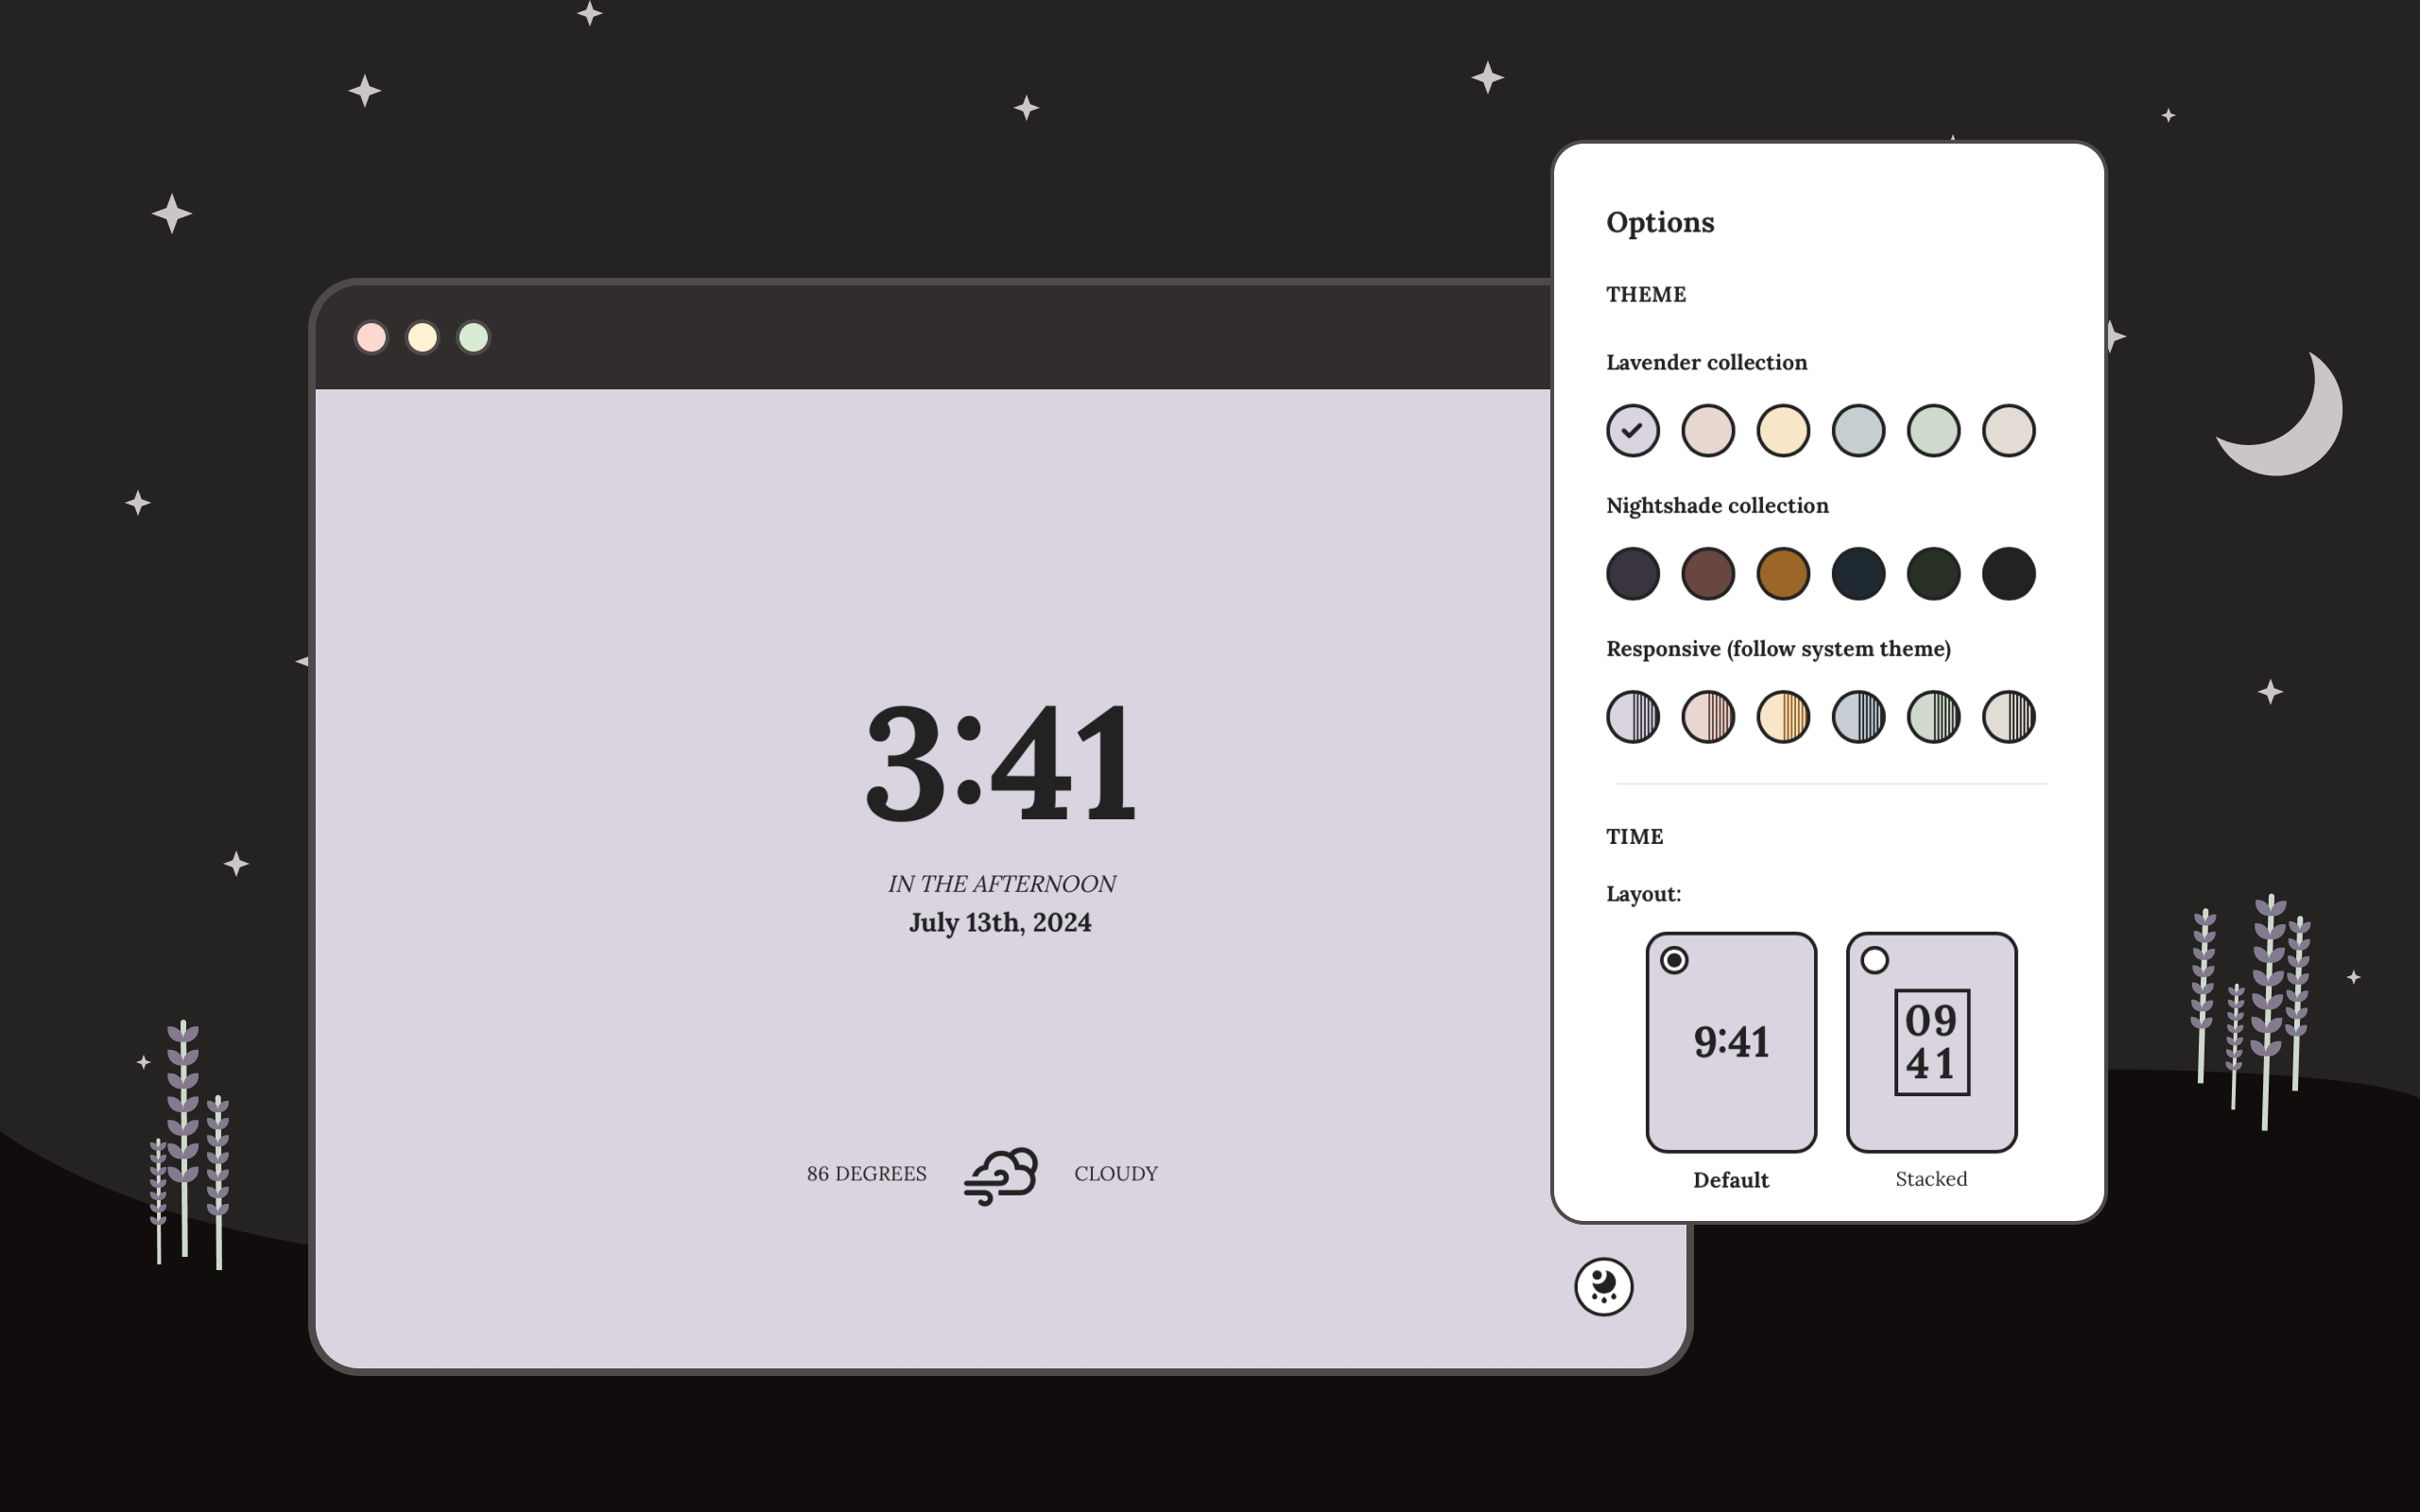 3:41
IN THE AFTERNOON
July 13th, 2024
86 DEGREES
CLOUDY
Options
THEME
Lavender collection
Nightshade collection
Responsive (follow system theme)
TIME
Layout:
9:41
09
41
Default
Stacked